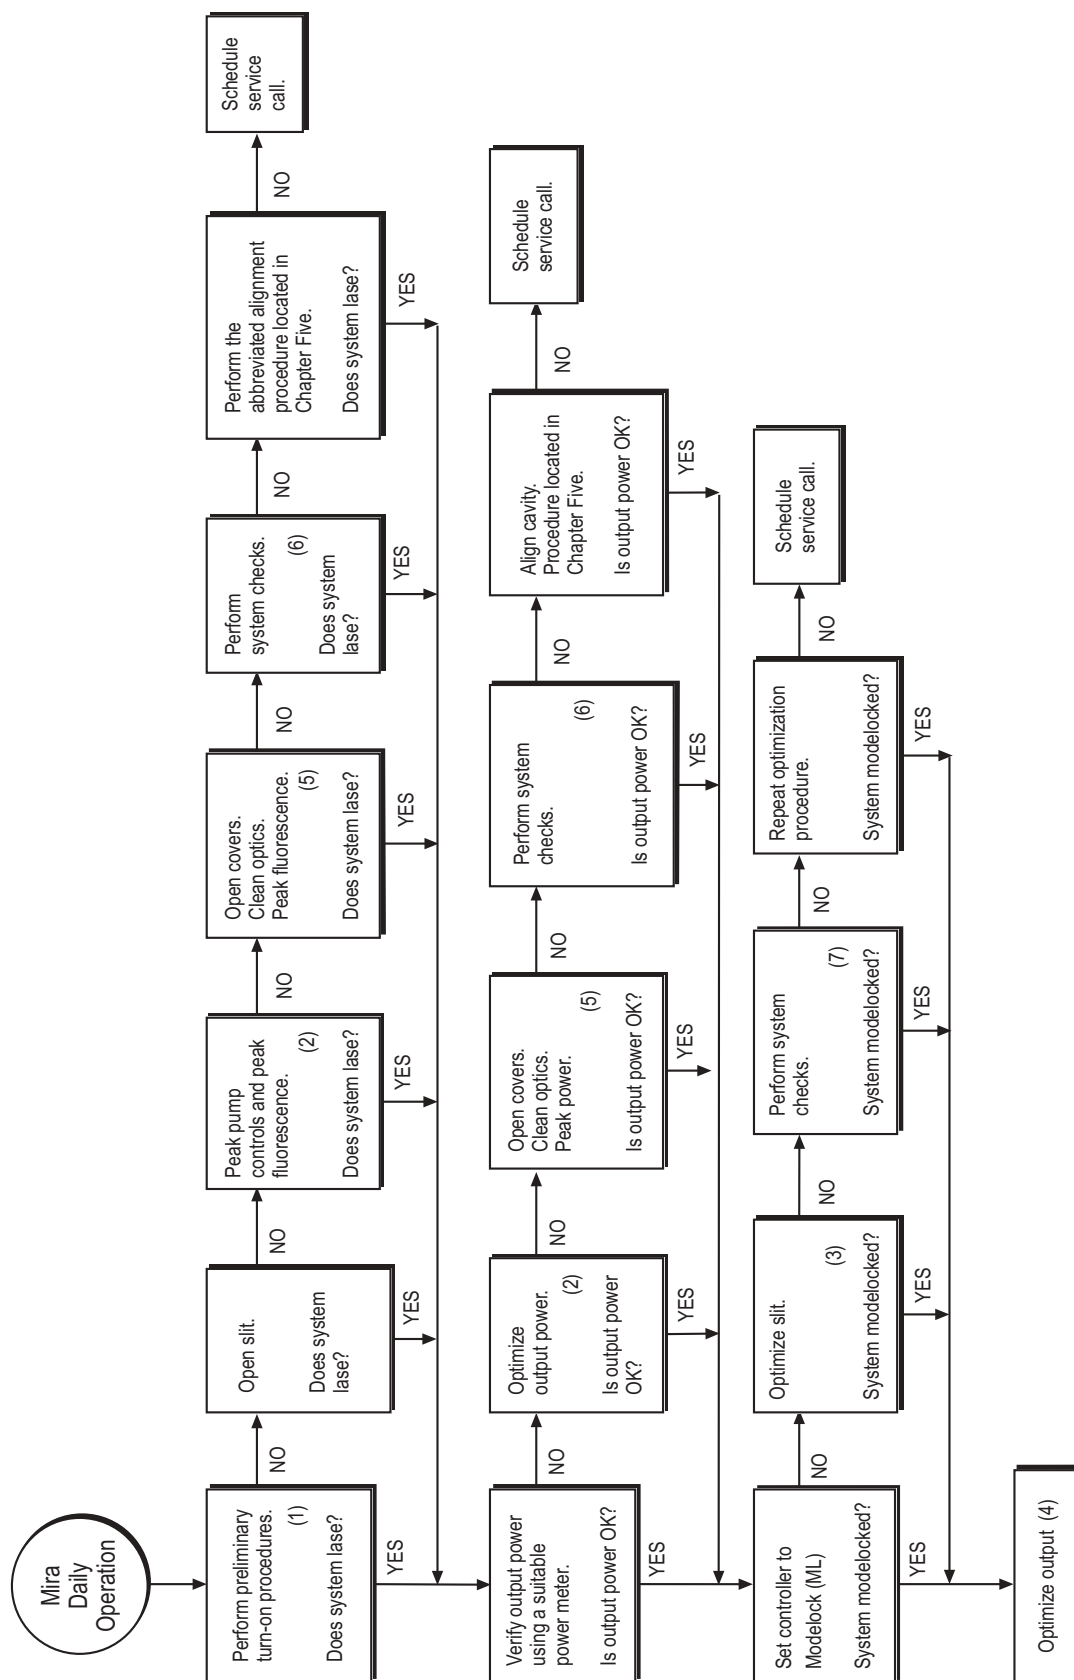 Mira
Daily
Operation
Perform preliminary
turn-on procedures.
(1)
Does system lase?
NO
YES
Open slit.
Does system
lase?
NO
YES
Peak pump
controls and peak
fluorescence.
(2)
Does system lase?
NO
YES
Open covers.
Clean optics.
Peak fluorescence.
(5)
Does system lase?
NO
YES
Perform
system checks.
(6)
Does system
lase?
NO
YES
Perform the
abbreviated alignment
procedure located in
Chapter Five.
Does system lase?
NO
YES
Schedule
service
call.
Verify output power
using a suitable
power meter.
Is output power OK?
NO
YES
Optimize
output power.
(2)
Is output power
OK?
NO
YES
Open covers.
Clean optics.
Peak power.
(5)
Is output power OK?
NO
YES
Perform system
checks.
(6)
Is output power OK?
NO
YES
Align cavity.
Procedure located in
Chapter Five.
Is output power OK?
NO
YES
Schedule
service call.
Set controller to
Modelock (ML)
System modelocked?
NO
YES
Optimize slit.
(3)
System modelocked?
NO
YES
Perform system
checks.
(7)
System modelocked?
NO
YES
Repeat optimization
procedure.
System modelocked?
NO
YES
Schedule
service call.
Optimize output (4)